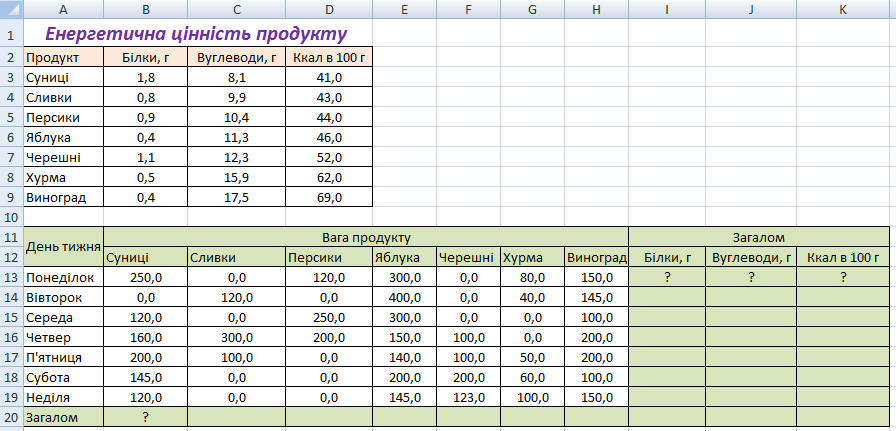 A B C D E F G H I J K
1 Енергетична цінність продукту
2 Продукт Білки, г Вуглеводи, г Ккал в 100 г
3 Суниці 1,8 8,1 41,0
4 Сливки 0,8 9,9 43,0
5 Персики 0,9 10,4 44,0
6 Яблука 0,4 11,3 46,0
7 Черешні 1,1 12,3 52,0
8 Хурма 0,5 15,9 62,0
9 Виноград 0,4 17,5 69,0
10
11 День тижня Вага продукту Загалом
12 Суниці Сливки Персики Яблука Черешні Хурма Виноград Білки, г Вуглеводи, г Ккал в 100 г
13 Понеділок 250,0 0,0 120,0 300,0 0,0 80,0 150,0 ? ? ?
14 Вівторок 0,0 120,0 0,0 400,0 0,0 40,0 145,0
15 Середа 120,0 0,0 250,0 300,0 0,0 0,0 100,0
16 Четвер 160,0 300,0 200,0 150,0 100,0 0,0 200,0
17 П'ятниця 200,0 100,0 0,0 140,0 100,0 50,0 200,0
18 Субота 145,0 0,0 0,0 200,0 200,0 60,0 100,0
19 Неділя 120,0 0,0 0,0 145,0 123,0 100,0 150,0
20 Загалом ?